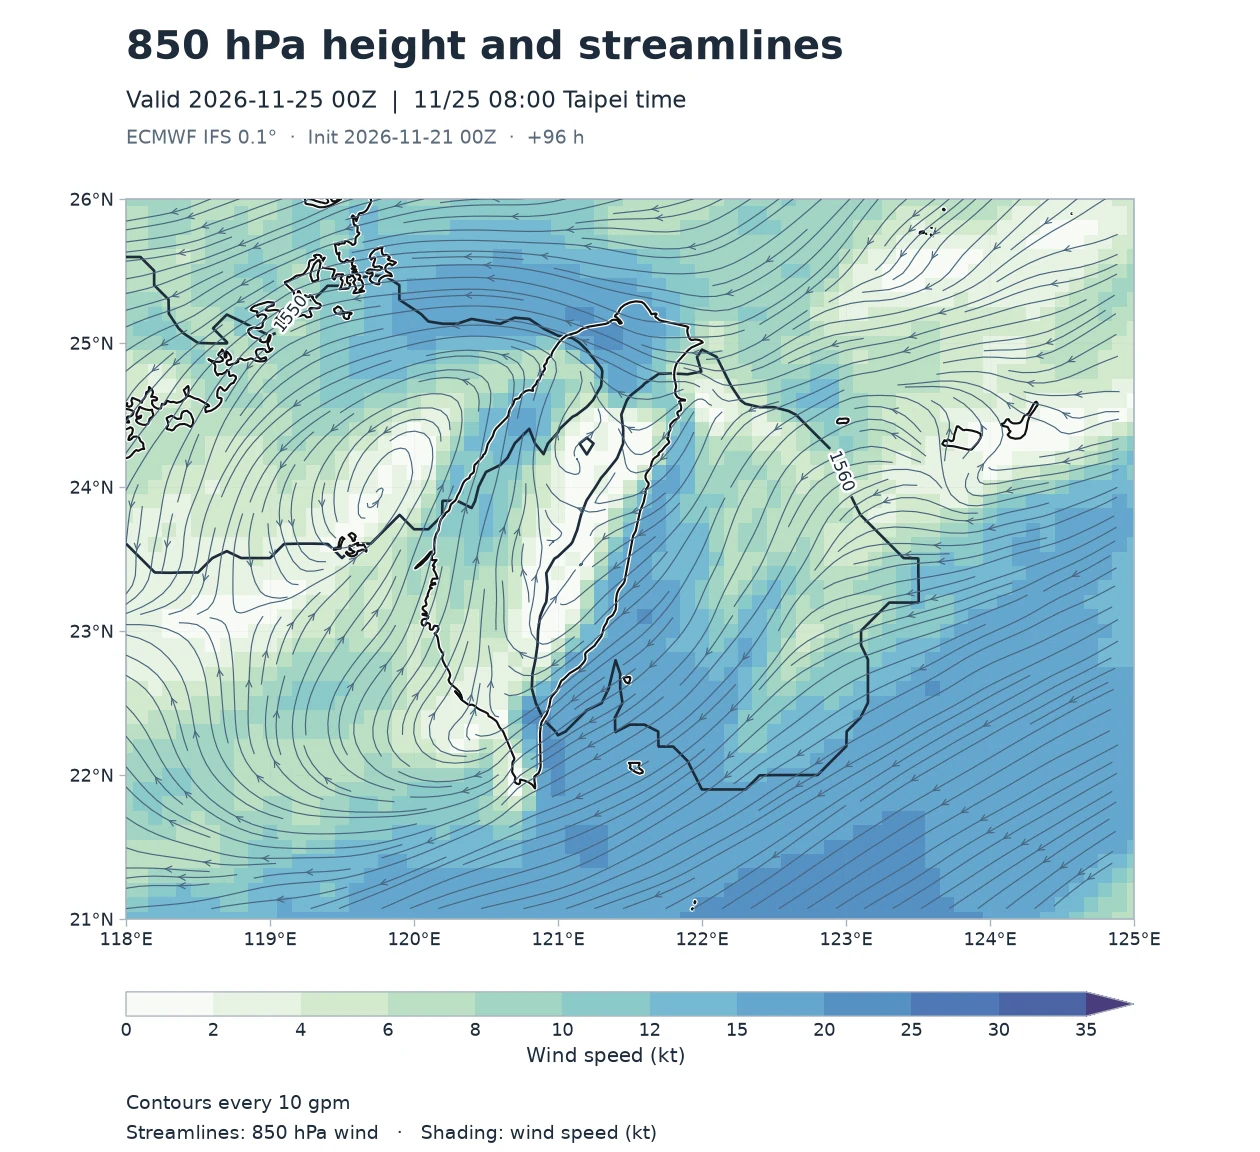 850 hPa height and streamlines
Valid 2026-11-25 00Z | 11/25 08:00 Taipei time
ECMWF IFS 0.1° · Init 2026-11-21 00Z · +96 h
26°N
25°N
24°N
23°N
22°N
21°N
1550
1560
118°E 119°E 120°E 121°E 122°E 123°E 124°E 125°E
0 2 4 6 8 10 12 15 20 25 30 35
Wind speed (kt)
Contours every 10 gpm
Streamlines: 850 hPa wind · Shading: wind speed (kt)